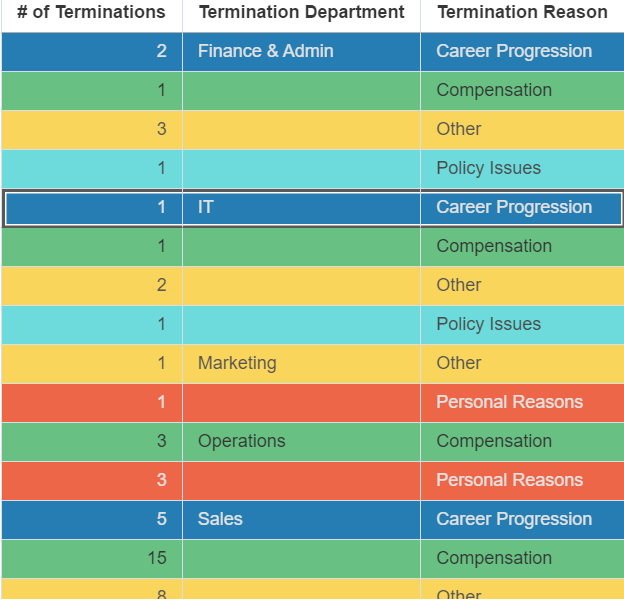 # of Terminations Termination Department Termination Reason
2 Finance & Admin Career Progression
1 Compensation
3 Other
1 Policy Issues
1 IT Career Progression
1 Compensation
2 Other
1 Policy Issues
1 Marketing Other
1 Personal Reasons
3 Operations Compensation
3 Personal Reasons
5 Sales Career Progression
15 Compensation
8 Other